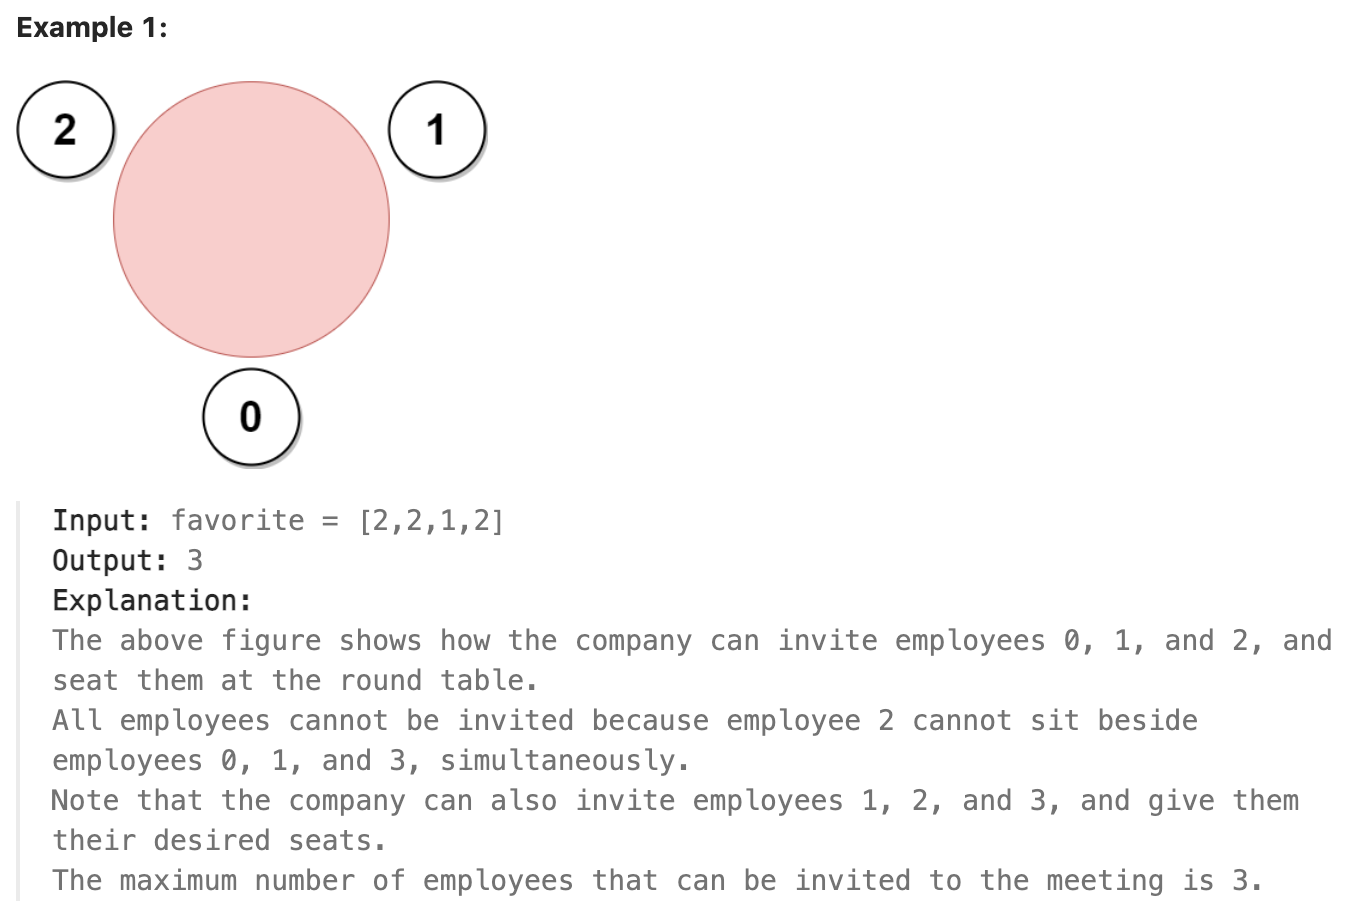 Example 1:
2
1
0
Input: favorite = [2,2,1,2]
Output: 3
Explanation:
The above figure shows how the company can invite employees 0, 1, and 2, and
seat them at the round table.
All employees cannot be invited because employee 2 cannot sit beside
employees 0, 1, and 3, simultaneously.
Note that the company can also invite employees 1, 2, and 3, and give them
their desired seats.
The maximum number of employees that can be invited to the meeting is 3.